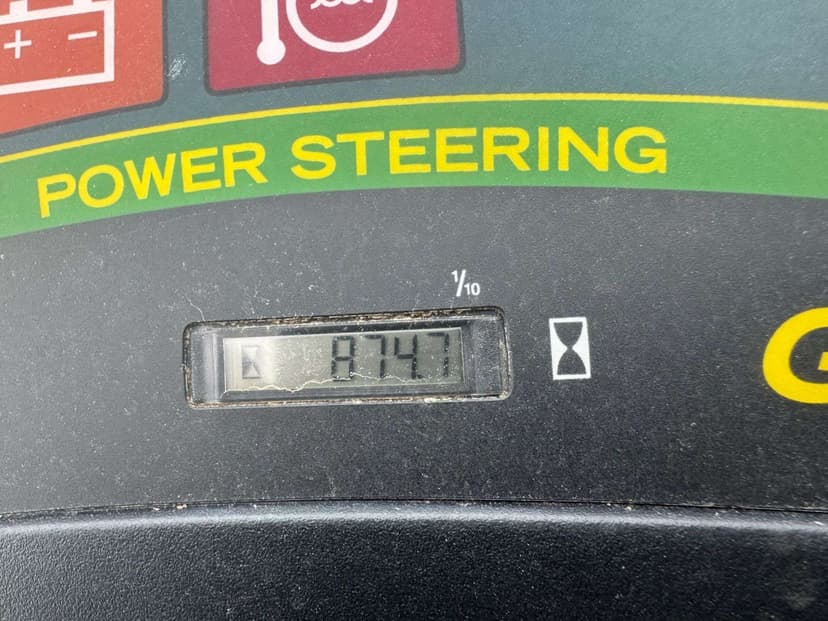 + −
POWER STEERING
1/10
874.7
G